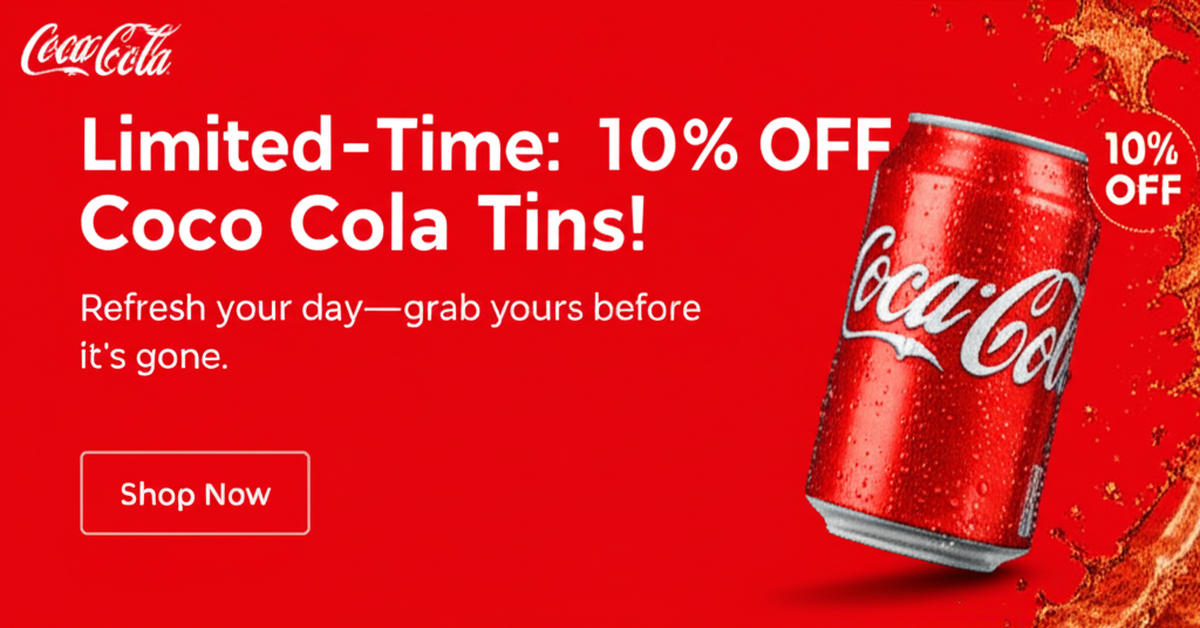 Coca-Cola
Limited-Time: 10% OFF
Coco Cola Tins!
Refresh your day—grab yours before
it's gone.
Shop Now
Coca-Cola
10%
OFF